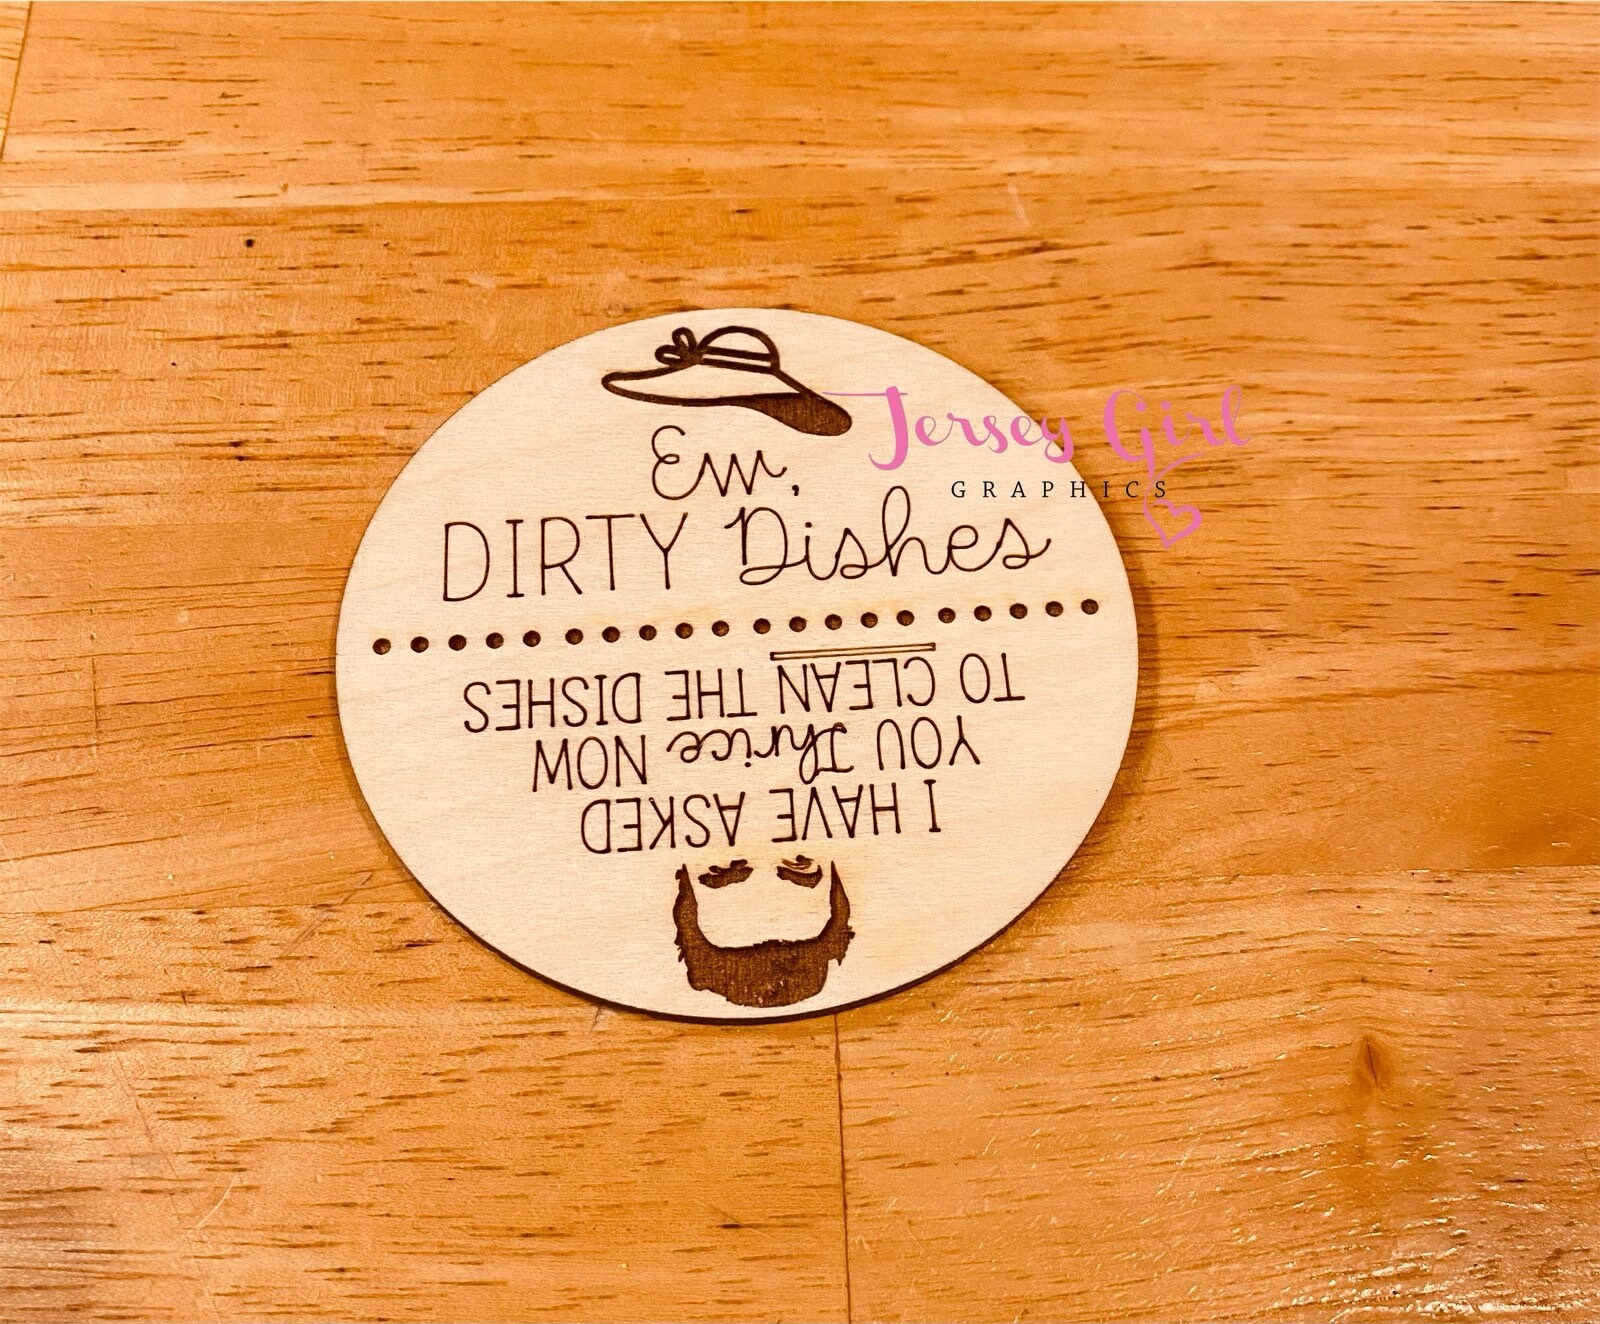 Ew,
DIRTY Dishes
I HAVE ASKED
YOU Thrice NOW
TO CLEAN THE DISHES
Jersey Girl
GRAPHICS